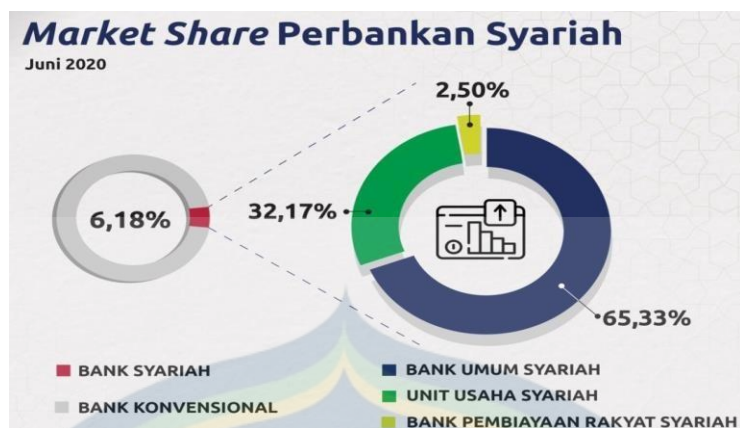 Market Share Perbankan Syariah
Juni 2020
2,50%
6,18%
32,17%
65,33%
BANK SYARIAH
BANK KONVENSIONAL
BANK UMUM SYARIAH
UNIT USAHA SYARIAH
BANK PEMBIAYAAN RAKYAT SYARIAH